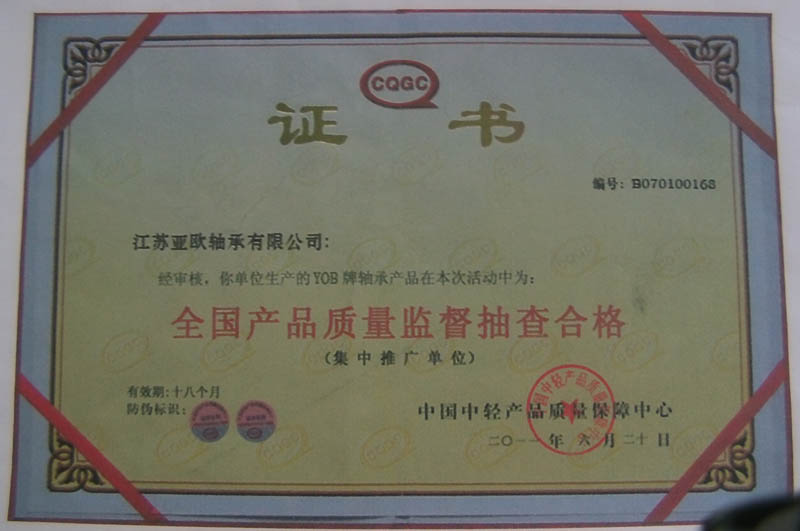 CQGC
证书
编号: B070100168
江苏亚欧轴承有限公司:
经审核，你单位生产的YOB牌轴承产品在本次活动中为:
全国产品质量监督抽查合格
(集中推广单位)
有效期:十八个月
防伪标识:
中国中轻产品质量保障中心
二〇一一年六月二十日